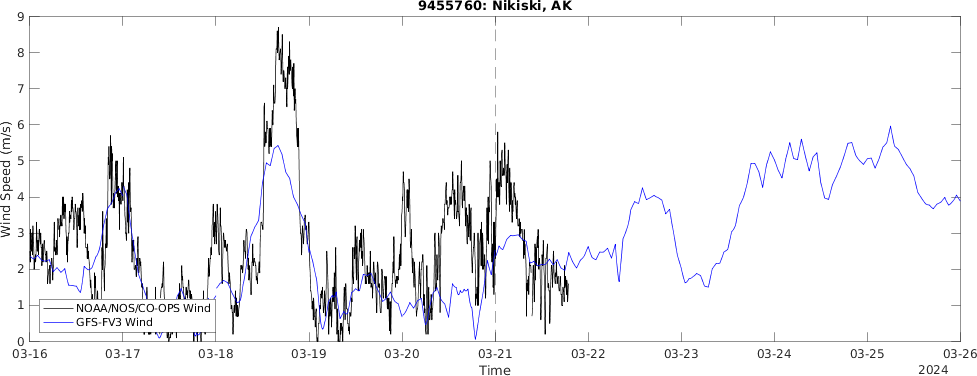 9455760: Nikiski, AK
9
8
7
6
5
4
3
2
1
0
Wind Speed (m/s)
NOAA/NOS/CO-OPS Wind
GFS-FV3 Wind
03-16 03-17 03-18 03-19 03-20 03-21 03-22 03-23 03-24 03-25 03-26
Time
2024